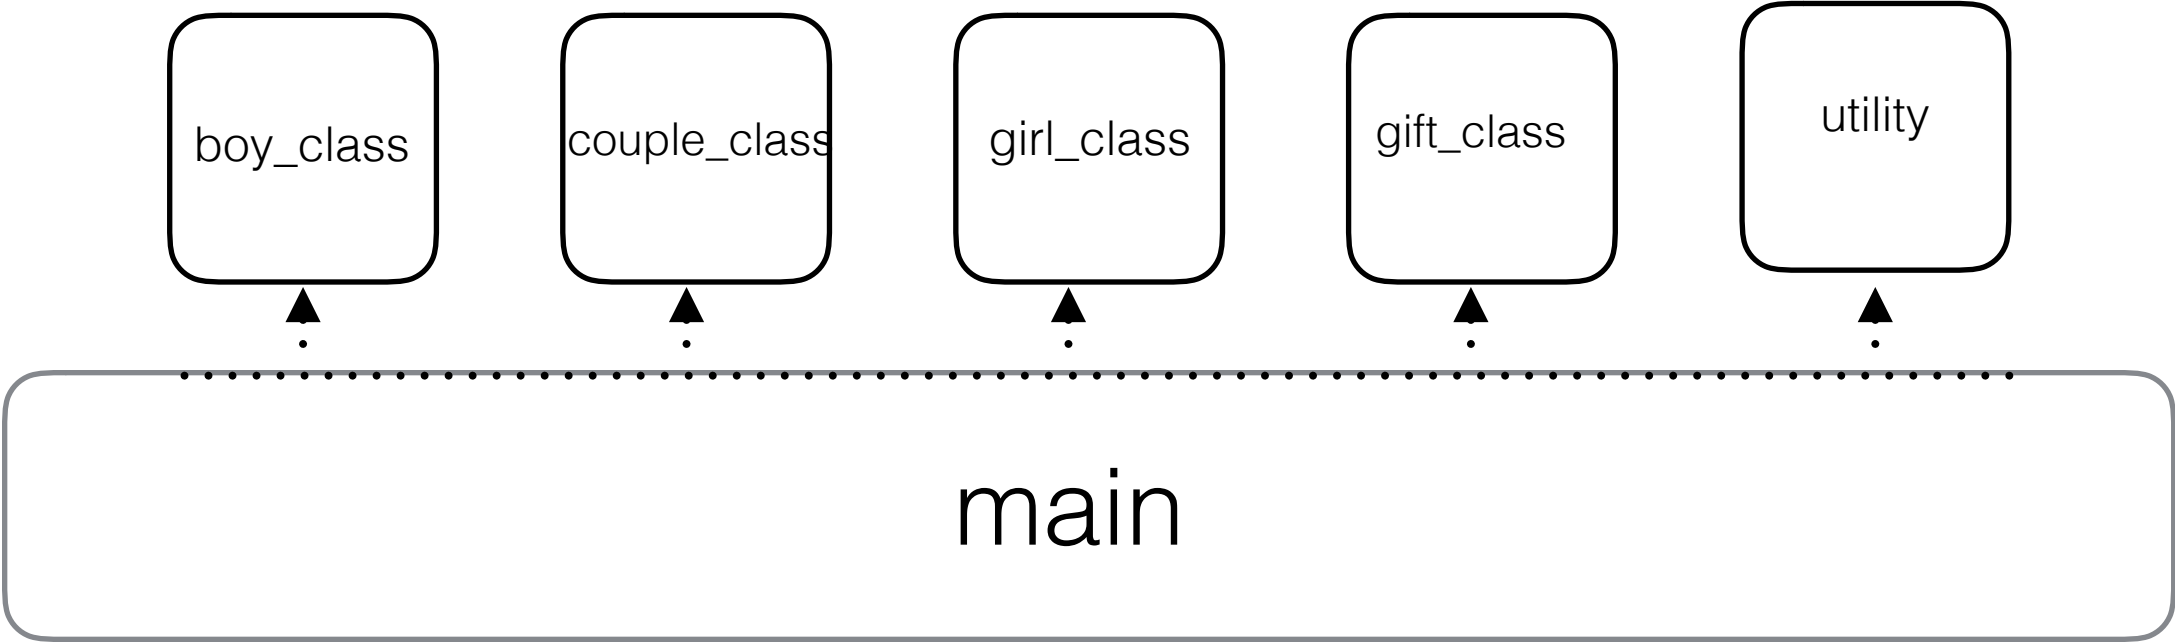 boy_class
couple_class
girl_class
gift_class
utility
main